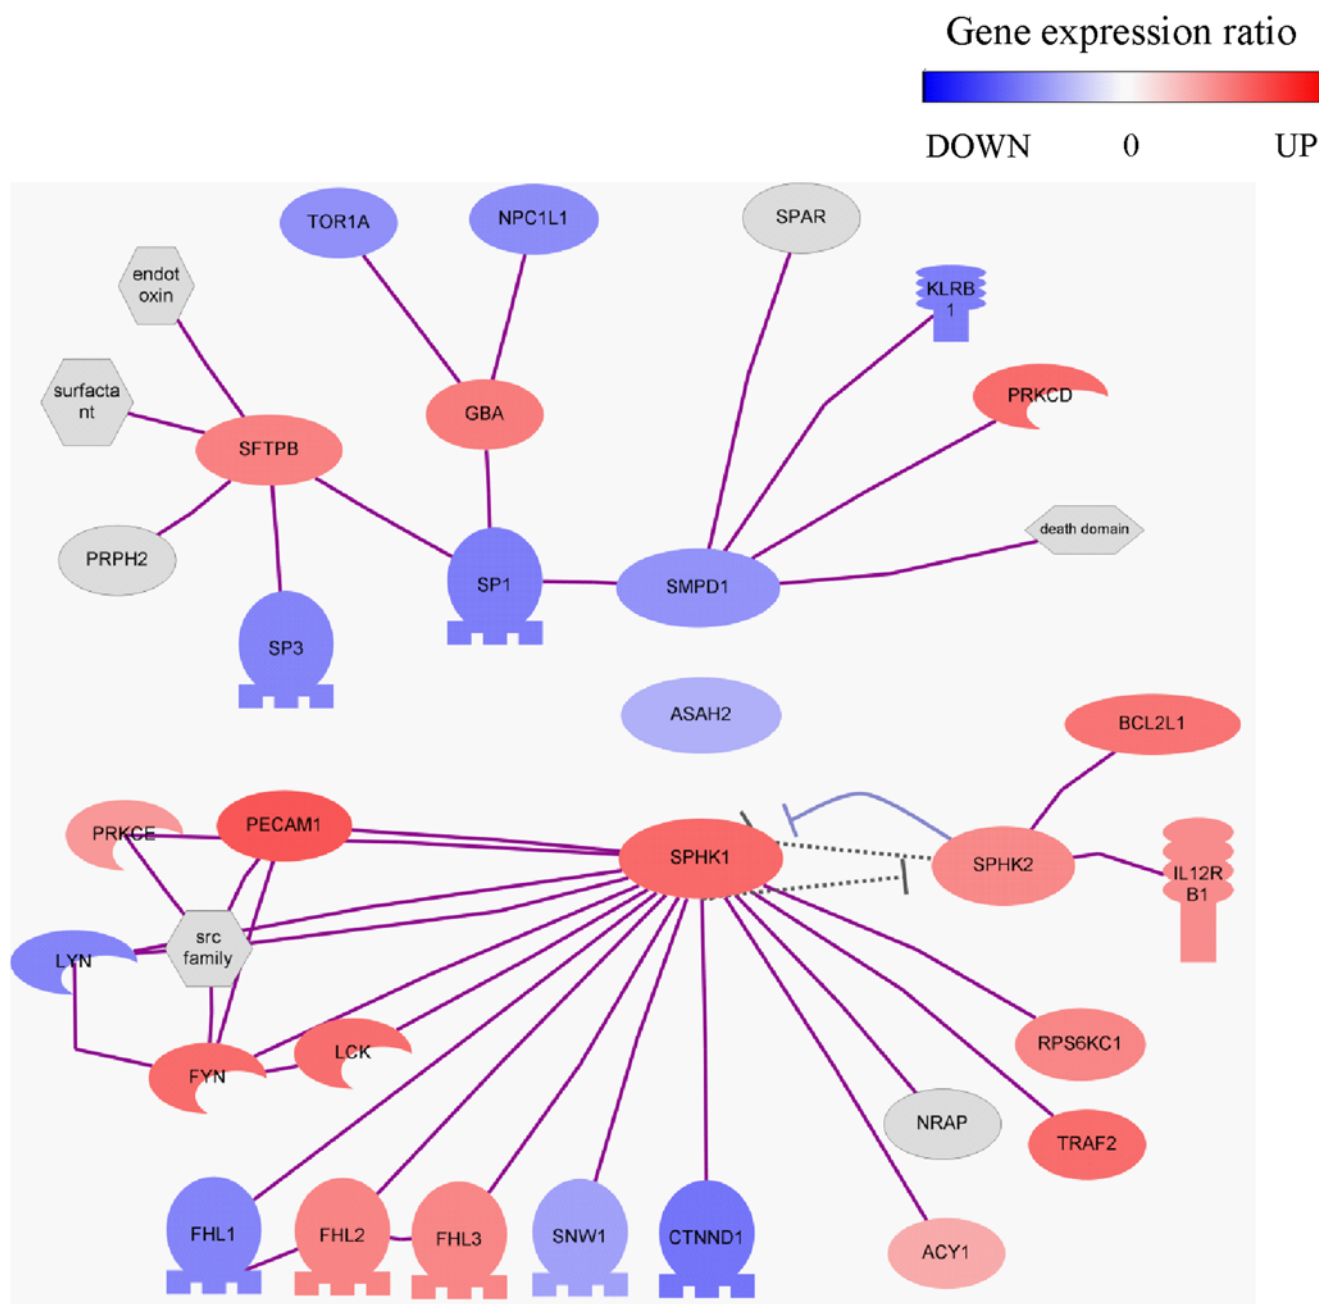 Gene expression ratio
DOWN 0 UP
TOR1A
NPC1L1
SPAR
endot
oxin
KLRB
1
surfacta
nt
GBA
PRKCD
SFTPB
death domain
PRPH2
SP1
SMPD1
SP3
ASAH2
BCL2L1
PRKCE
PECAM1
SPHK1
SPHK2
IL12R
B1
LYN
src
family
LCK
RPS6KC1
FYN
NRAP
TRAF2
FHL1
FHL2
FHL3
SNW1
CTNND1
ACY1